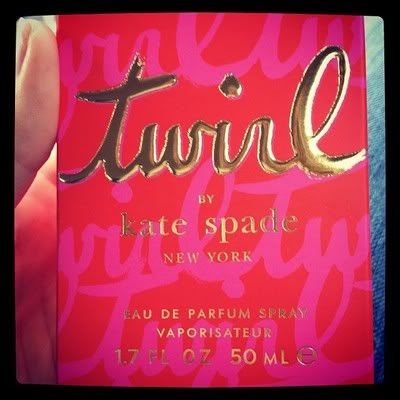 twirl
BY
kate spade
NEW YORK
EAU DE PARFUM SPRAY
VAPORISATEUR
1.7 FL OZ 50 ML ℮